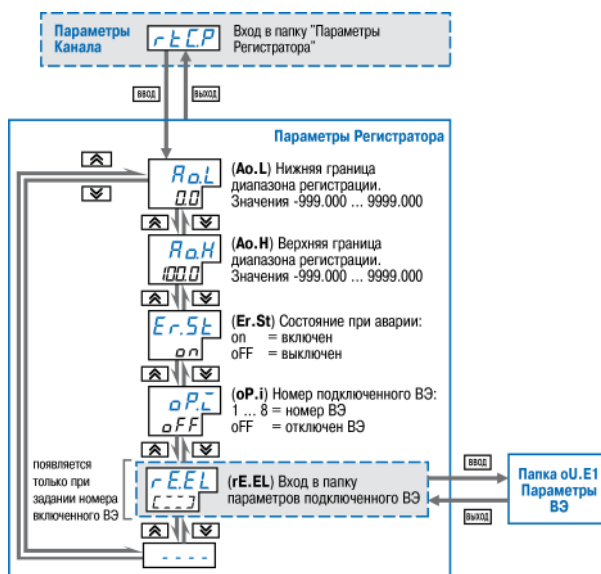 Параметры
Канала
rtC.P
Вход в папку "Параметры
Регистратора"
ВВОД
ВЫХОД
Параметры Регистратора
Ao.L
0.0
(Ao.L) Нижняя граница
диапазона регистрации.
Значения -999.000 ... 9999.000
Ao.H
100.0
(Ao.H) Верхняя граница
диапазона регистрации.
Значения -999.000 ... 9999.000
Er.St
on
(Er.St) Состояние при аварии:
on = включен
oFF = выключен
oP.i
oFF
(oP.i) Номер подключенного ВЭ:
1 ... 8 = номер ВЭ
oFF = отключен ВЭ
появляется
только при
задании номера
включенного ВЭ
rE.EL
[---]
(rE.EL) Вход в папку
параметров подключенного ВЭ
ВВОД
ВЫХОД
Папка oU.E1
Параметры
ВЭ
----